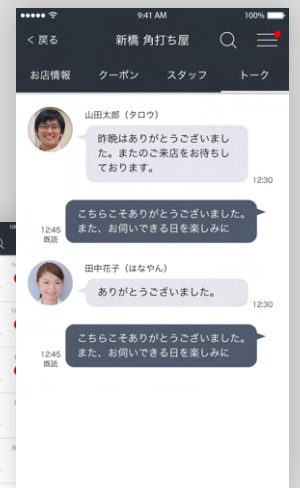 9:41 AM
100%
< 戻る
新橋 角打ち屋
お店情報
クーポン
スタッフ
トーク
山田太郎（タロウ）
昨晩はありがとうございまし
た。またのご来店をお待ちし
ております。
12:30
こちらこそありがとうございました。
また、お伺いできる日を楽しみに
12:45
既読
田中花子（はなやん）
ありがとうございました。
12:30
こちらこそありがとうございました。
また、お伺いできる日を楽しみに
12:45
既読